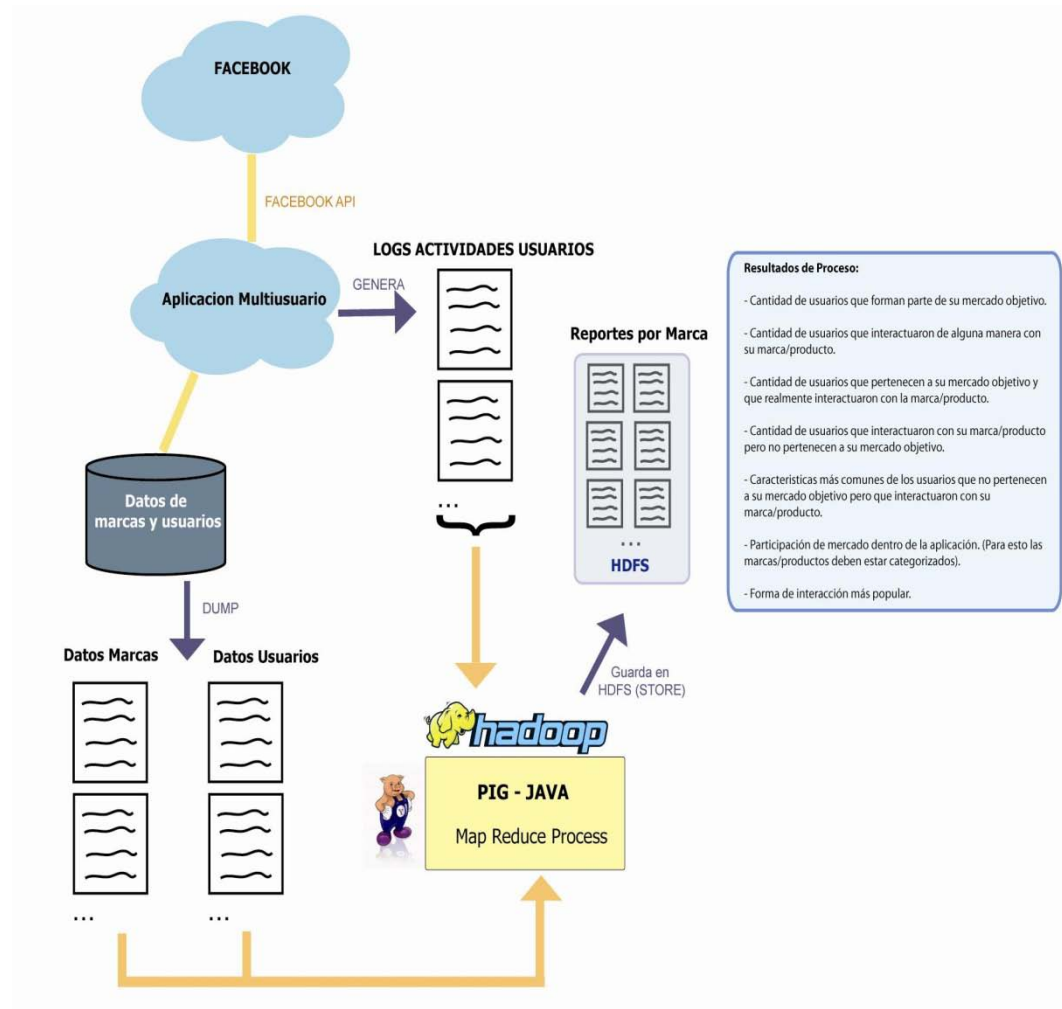 FACEBOOK
FACEBOOK API
Aplicacion Multiusuario
GENERA
LOGS ACTIVIDADES USUARIOS
...
Datos de
marcas y usuarios
DUMP
Datos Marcas
Datos Usuarios
...
...
hadoop
PIG - JAVA
Map Reduce Process
Guarda en
HDFS (STORE)
Reportes por Marca
...
HDFS
Resultados de Proceso:
- Cantidad de usuarios que forman parte de su mercado objetivo.
- Cantidad de usuarios que interactuaron de alguna manera con
su marca/producto.
- Cantidad de usuarios que pertenecen a su mercado objetivo y
que realmente interactuaron con la marca/producto.
- Cantidad de usuarios que interactuaron con su marca/producto
pero no pertenecen a su mercado objetivo.
- Caracteristicas más comunes de los usuarios que no pertenecen
a su mercado objetivo pero que interactuaron con su
marca/producto.
- Participación de mercado dentro de la aplicación. (Para esto las
marcas/productos deben estar categorizados).
- Forma de interacción más popular.